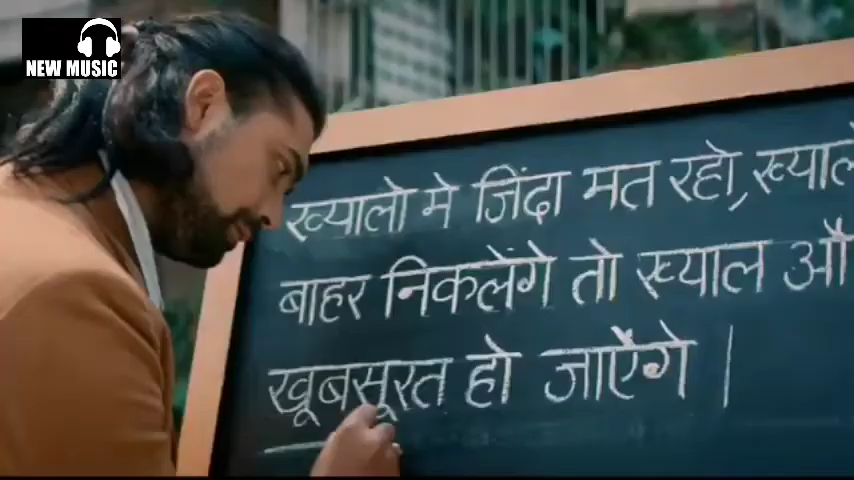 NEW MUSIC
ख्यालो मे जिंदा मत रहो, ख्यालो
बाहर निकलेंगे तो ख्याल औ
खूबसूरत हो जाऐंगे |